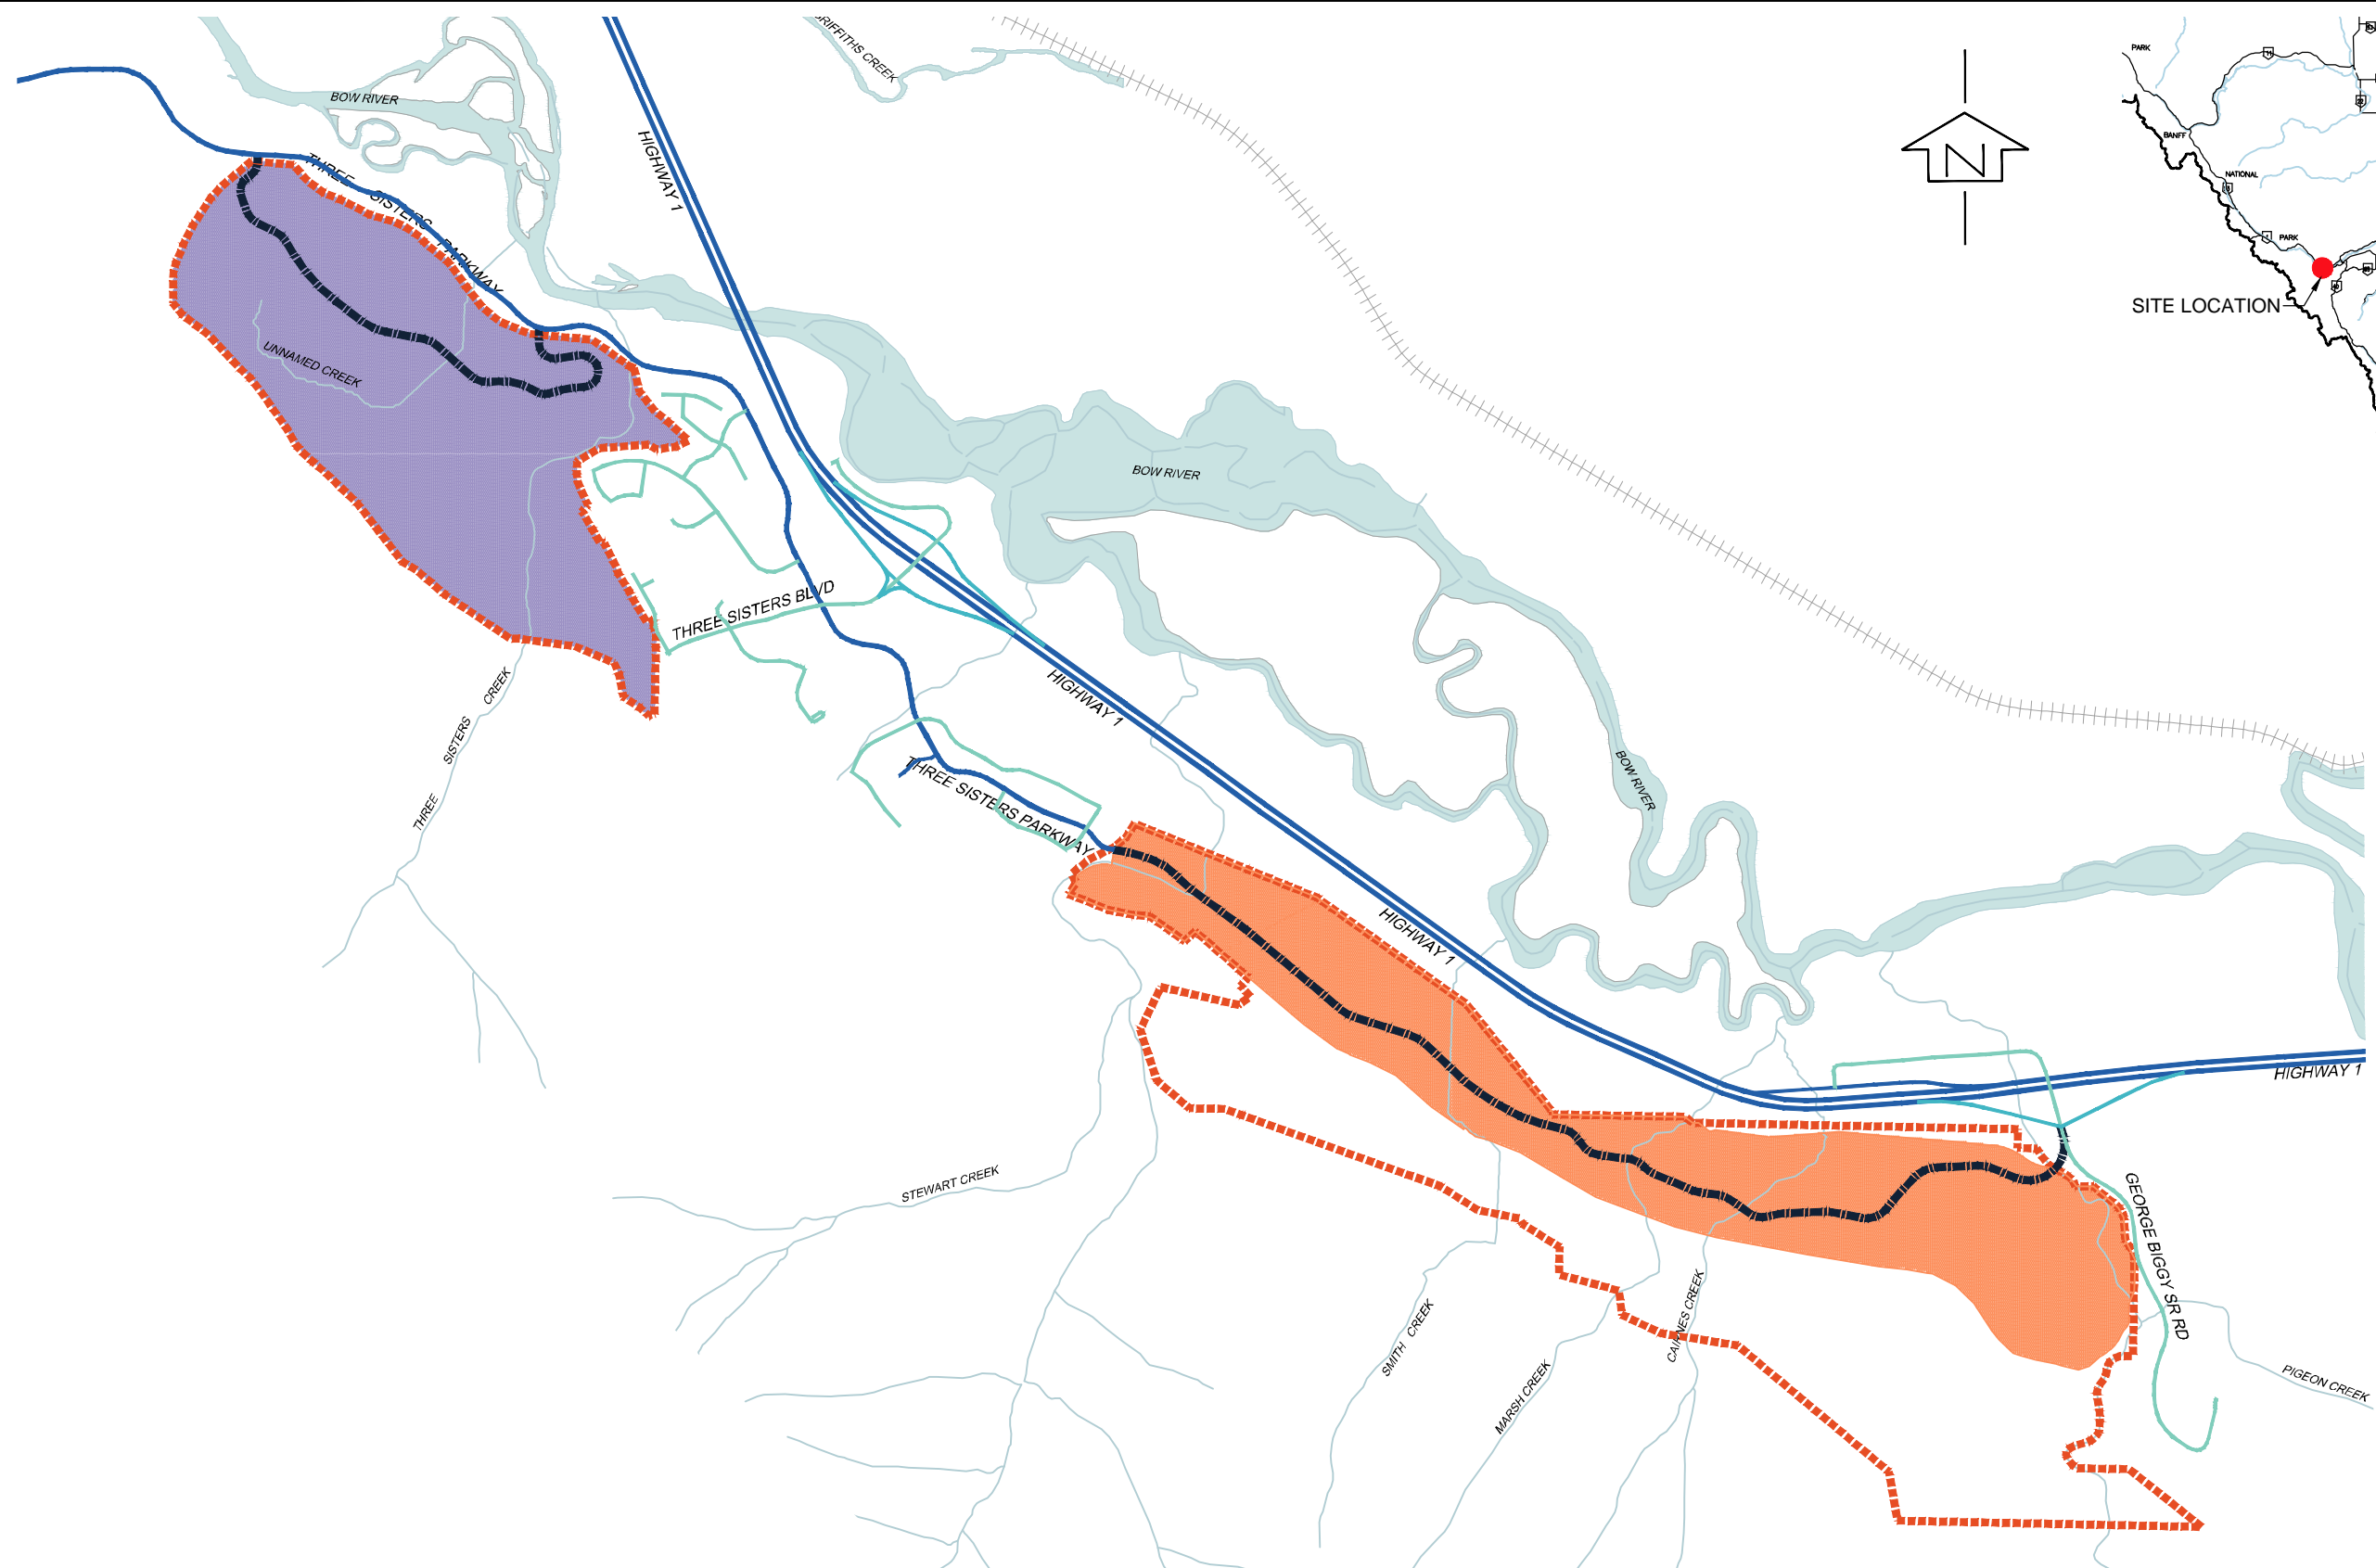 GRIFFITHS CREEK
BOW RIVER
HIGHWAY 1
THREE SISTERS PARKWAY
UNNAMED CREEK
N
PARK
BANFF
NATIONAL
PARK
SITE LOCATION
BOW RIVER
THREE SISTERS BLVD
THREE SISTERS CREEK
HIGHWAY 1
THREE SISTERS PARKWAY
BOW RIVER
HIGHWAY 1
HIGHWAY 1
STEWART CREEK
GEORGE BIGGY SR RD
SMITH CREEK
MARSH CREEK
CAIRNES CREEK
PIGEON CREEK